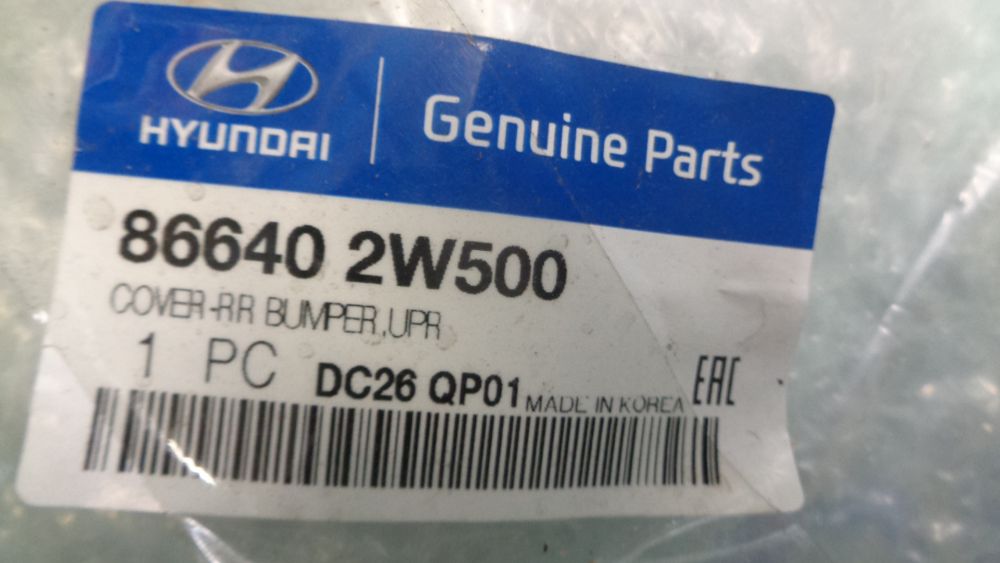 HYUNDAI
Genuine Parts
86640 2W500
COVER-RR BUMPER,UPR
1 PC DC26 QP01 MADE IN KOREA EAC